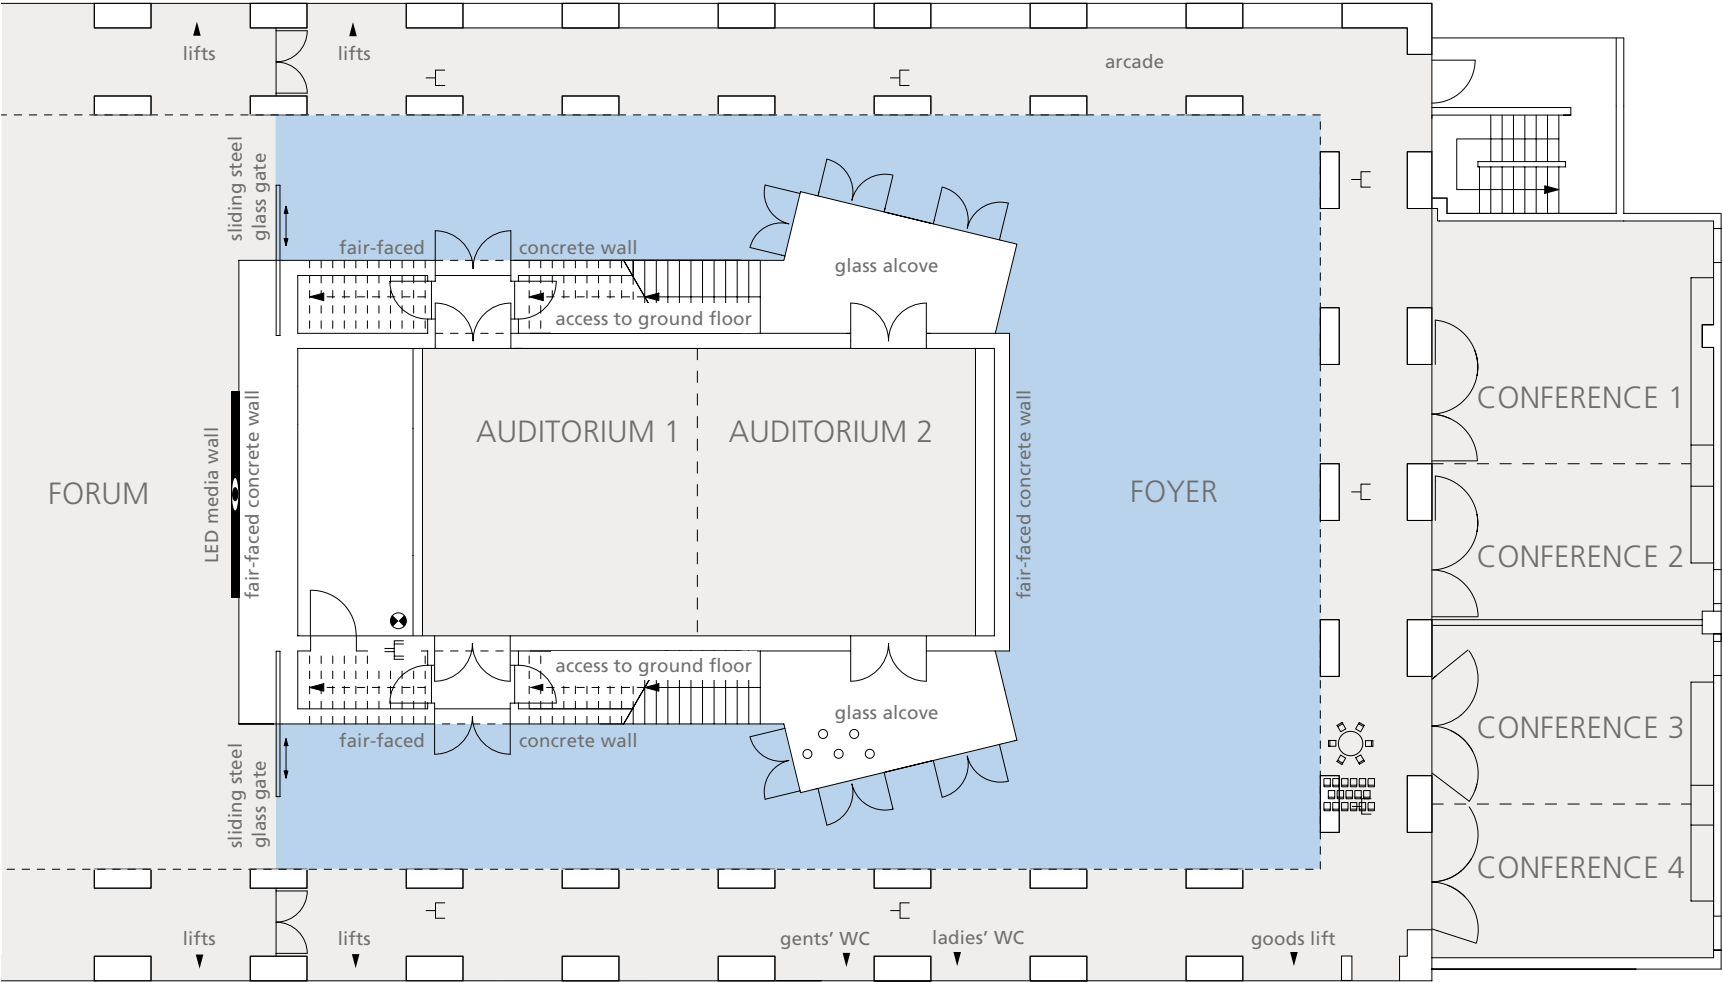 lifts
lifts
arcade
sliding steel
glass gate
fair-faced
concrete wall
glass alcove
access to ground floor
AUDITORIUM 1
AUDITORIUM 2
FORUM
LED media wall
fair-faced concrete wall
fair-faced concrete wall
FOYER
CONFERENCE 1
CONFERENCE 2
CONFERENCE 3
CONFERENCE 4
access to ground floor
glass alcove
fair-faced
concrete wall
sliding steel
glass gate
lifts
lifts
gents’ WC
ladies’ WC
goods lift